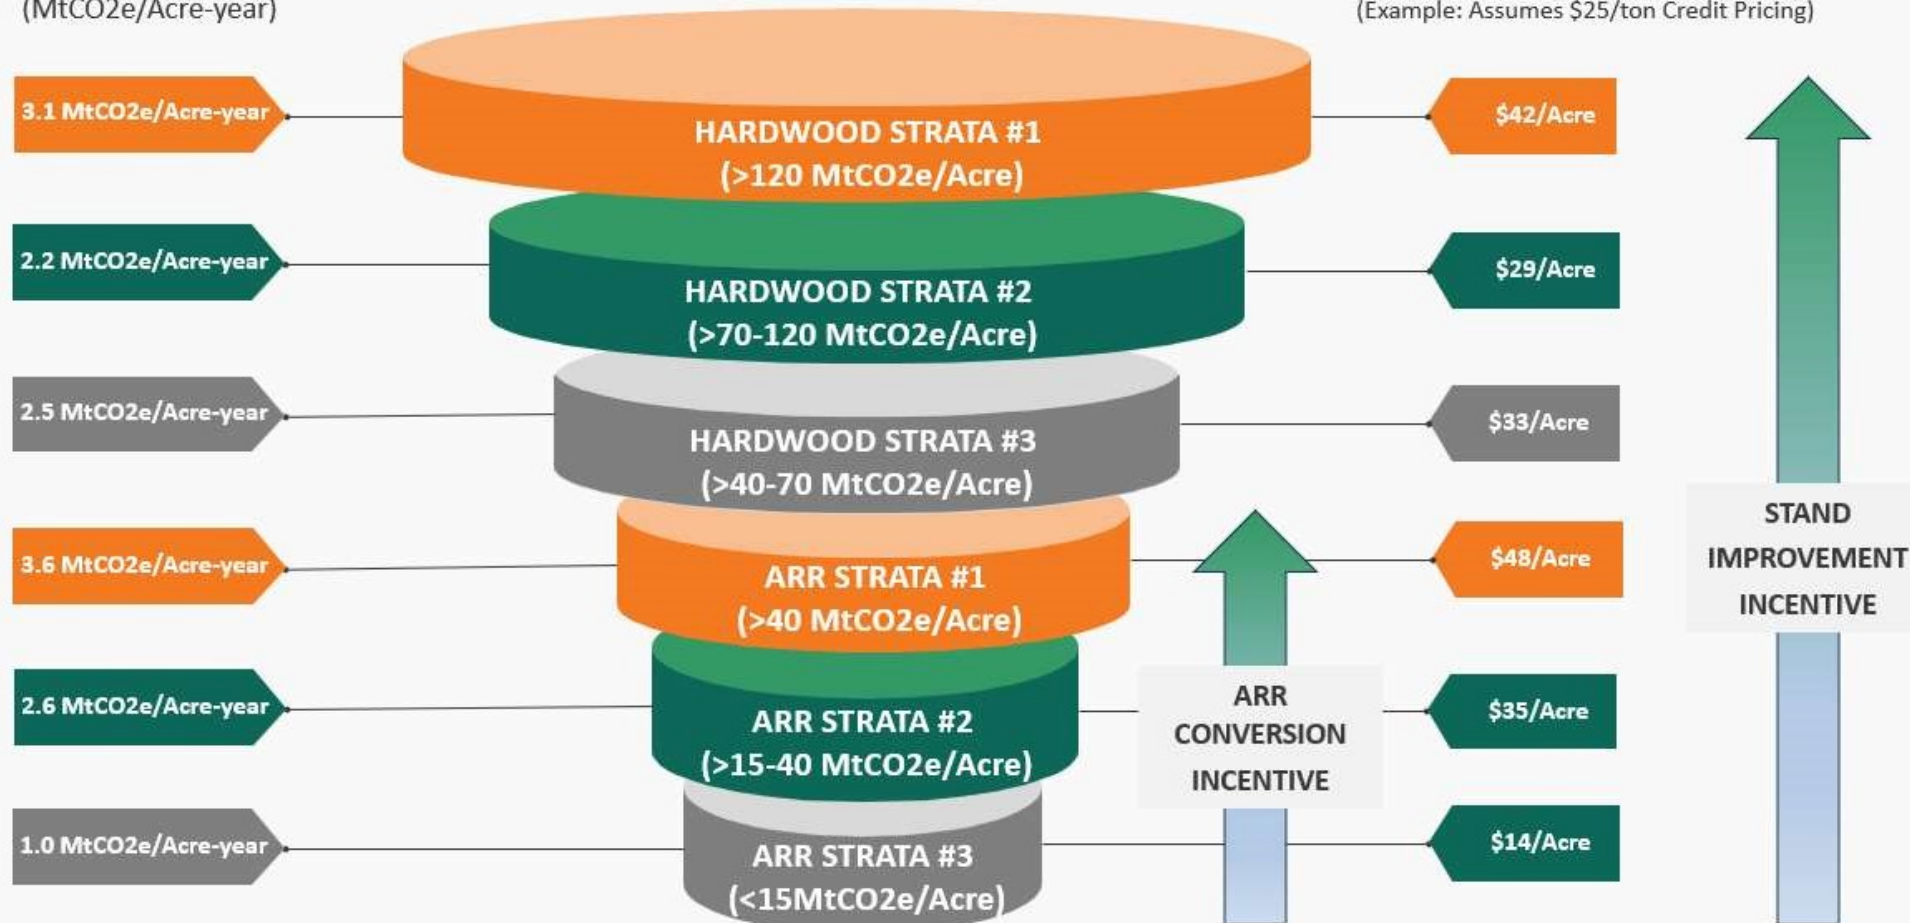 (MtCO2e/Acre-year)
(Example: Assumes $25/ton Credit Pricing)
3.1 MtCO2e/Acre-year
HARDWOOD STRATA #1
(>120 MtCO2e/Acre)
$42/Acre
2.2 MtCO2e/Acre-year
HARDWOOD STRATA #2
(>70-120 MtCO2e/Acre)
$29/Acre
2.5 MtCO2e/Acre-year
HARDWOOD STRATA #3
(>40-70 MtCO2e/Acre)
$33/Acre
3.6 MtCO2e/Acre-year
ARR STRATA #1
(>40 MtCO2e/Acre)
$48/Acre
2.6 MtCO2e/Acre-year
ARR STRATA #2
(>15-40 MtCO2e/Acre)
$35/Acre
1.0 MtCO2e/Acre-year
ARR STRATA #3
(<15MtCO2e/Acre)
$14/Acre
ARR
CONVERSION
INCENTIVE
STAND
IMPROVEMENT
INCENTIVE